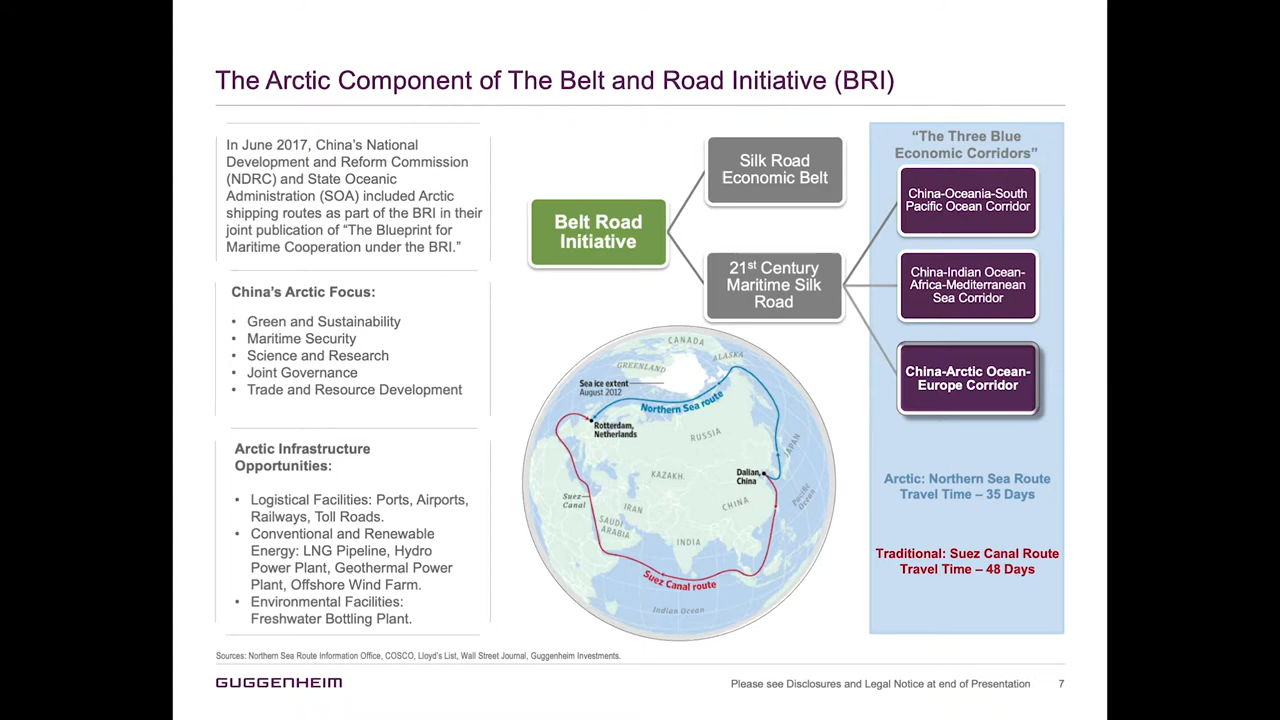 The Arctic Component of The Belt and Road Initiative (BRI)
In June 2017, China’s National
Development and Reform Commission
(NDRC) and State Oceanic
Administration (SOA) included Arctic
shipping routes as part of the BRI in their
joint publication of “The Blueprint for
Maritime Cooperation under the BRI.”
China’s Arctic Focus:
• Green and Sustainability
• Maritime Security
• Science and Research
• Joint Governance
• Trade and Resource Development
Arctic Infrastructure
Opportunities:
• Logistical Facilities: Ports, Airports,
Railways, Toll Roads.
• Conventional and Renewable
Energy: LNG Pipeline, Hydro
Power Plant, Geothermal Power
Plant, Offshore Wind Farm.
• Environmental Facilities:
Freshwater Bottling Plant.
Belt Road
Initiative
Silk Road
Economic Belt
21st Century
Maritime Silk
Road
“The Three Blue
Economic Corridors”
China-Oceania-South
Pacific Ocean Corridor
China-Indian Ocean-
Africa-Mediterranean
Sea Corridor
China-Arctic Ocean-
Europe Corridor
CANADA
GREENLAND
ALASKA
Sea ice extent
August 2012
Northern Sea route
Rotterdam,
Netherlands
RUSSIA
JAPAN
KAZAKH.
Dalian,
China
Suez
Canal
IRAN
CHINA
Pacific
Ocean
SAUDI
ARABIA
INDIA
Suez Canal route
Indian Ocean
Arctic: Northern Sea Route
Travel Time – 35 Days
Traditional: Suez Canal Route
Travel Time – 48 Days
Sources: Northern Sea Route Information Office, COSCO, Lloyd’s List, Wall Street Journal, Guggenheim Investments.
GUGGENHEIM
Please see Disclosures and Legal Notice at end of Presentation
7